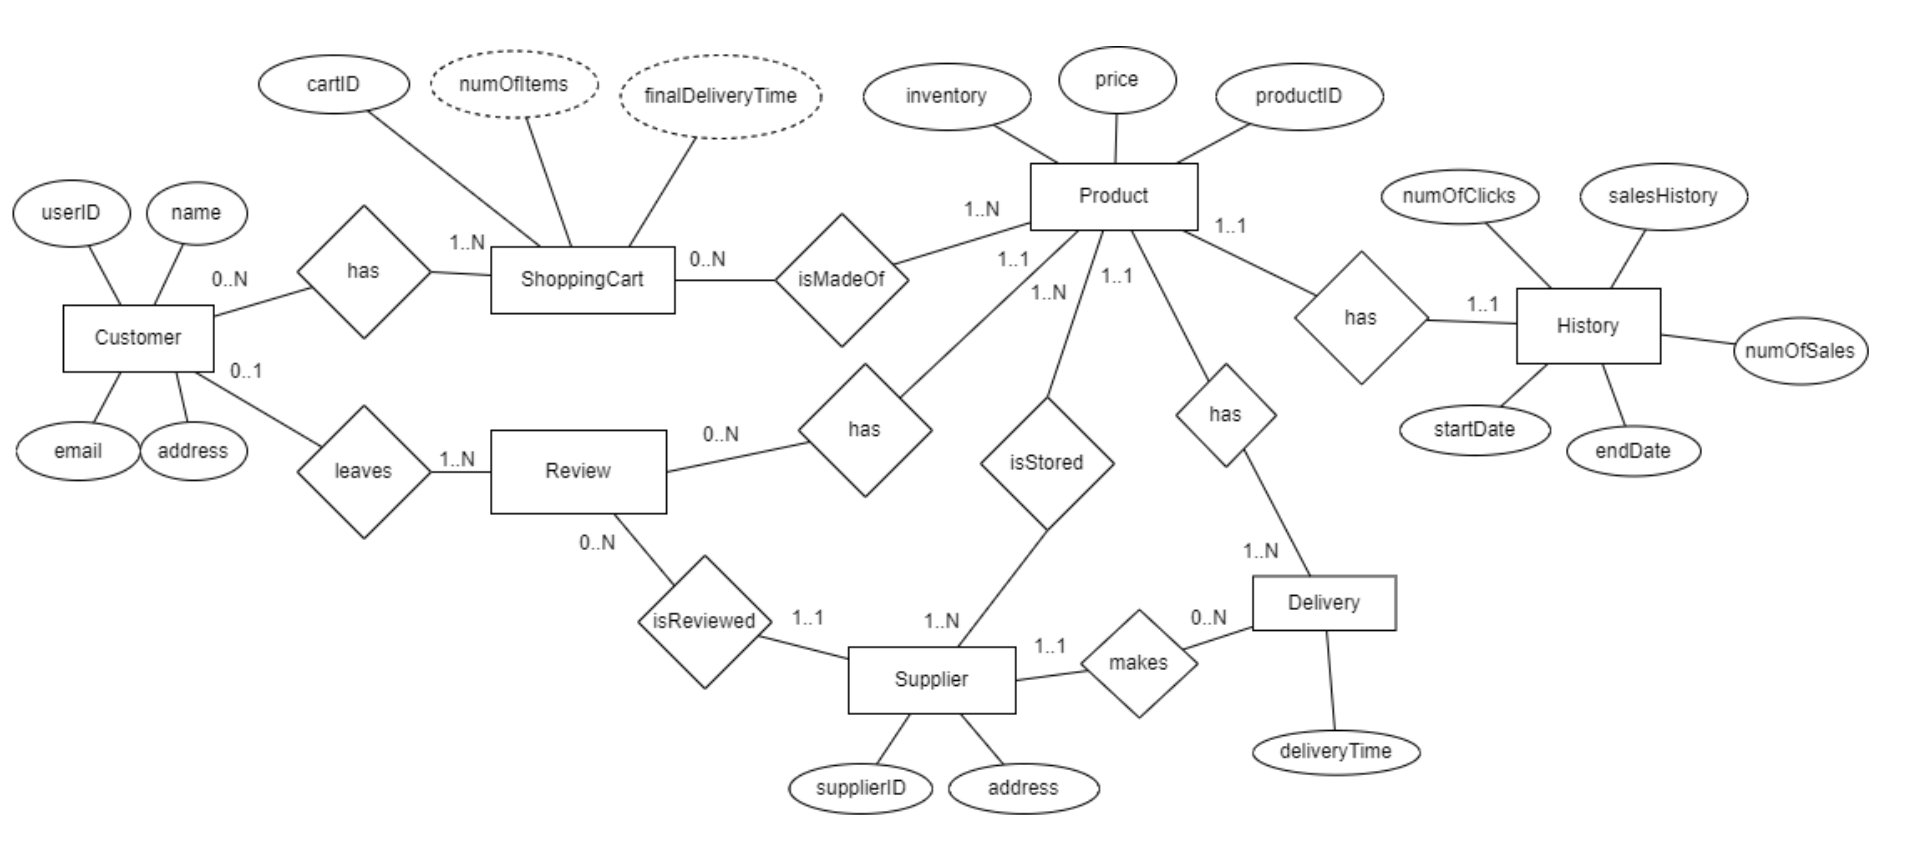 cartID
numOfItems
finalDeliveryTime
inventory
price
productID
userID
name
numOfClicks
salesHistory
Product
1..N
1..1
0..N
has
1..N
ShoppingCart
0..N
isMadeOf
1..1
1..N
1..1
has
1..1
History
numOfSales
Customer
0..1
email
address
leaves
1..N
Review
0..N
has
isStored
has
startDate
endDate
0..N
isReviewed
1..1
1..N
Supplier
1..1
makes
0..N
1..N
Delivery
supplierID
address
deliveryTime